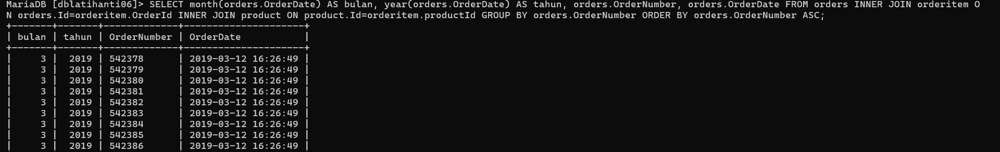 MariaDB [dblatihanti06]> SELECT month(orders.OrderDate) AS bulan, year(orders.OrderDate) AS tahun, orders.OrderNumber, orders.OrderDate FROM orders INNER JOIN orderitem O
N orders.Id=orderitem.OrderId INNER JOIN product ON product.Id=orderitem.productId GROUP BY orders.OrderNumber ORDER BY orders.OrderNumber ASC;
+-------+-------+-------------+---------------------+
| bulan | tahun | OrderNumber | OrderDate           |
+-------+-------+-------------+---------------------+
|     3 |  2019 | 542378      | 2019-03-12 16:26:49 |
|     3 |  2019 | 542379      | 2019-03-12 16:26:49 |
|     3 |  2019 | 542380      | 2019-03-12 16:26:49 |
|     3 |  2019 | 542381      | 2019-03-12 16:26:49 |
|     3 |  2019 | 542382      | 2019-03-12 16:26:49 |
|     3 |  2019 | 542383      | 2019-03-12 16:26:49 |
|     3 |  2019 | 542384      | 2019-03-12 16:26:49 |
|     3 |  2019 | 542385      | 2019-03-12 16:26:49 |
|     3 |  2019 | 542386      | 2019-03-12 16:26:49 |